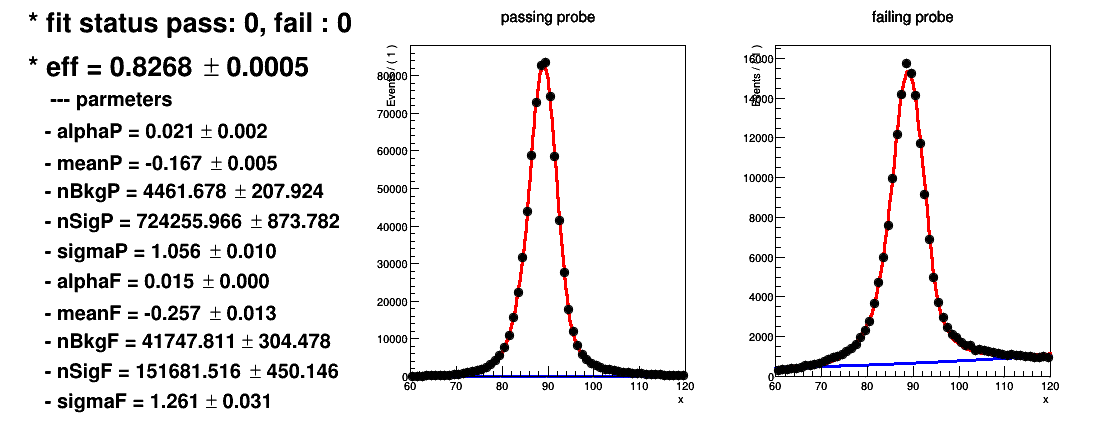 * fit status pass: 0, fail : 0
* eff = 0.8268 ± 0.0005
--- parmeters
- alphaP = 0.021 ± 0.002
- meanP = -0.167 ± 0.005
- nBkgP = 4461.678 ± 207.924
- nSigP = 724255.966 ± 873.782
- sigmaP = 1.056 ± 0.010
- alphaF = 0.015 ± 0.000
- meanF = -0.257 ± 0.013
- nBkgF = 41747.811 ± 304.478
- nSigF = 151681.516 ± 450.146
- sigmaF = 1.261 ± 0.031
passing probe
Events / ( 1 )
80000
70000
60000
50000
40000
30000
20000
10000
0
60 70 80 90 100 110 120
x
failing probe
Events / ( 1 )
16000
14000
12000
10000
8000
6000
4000
2000
0
60 70 80 90 100 110 120
x